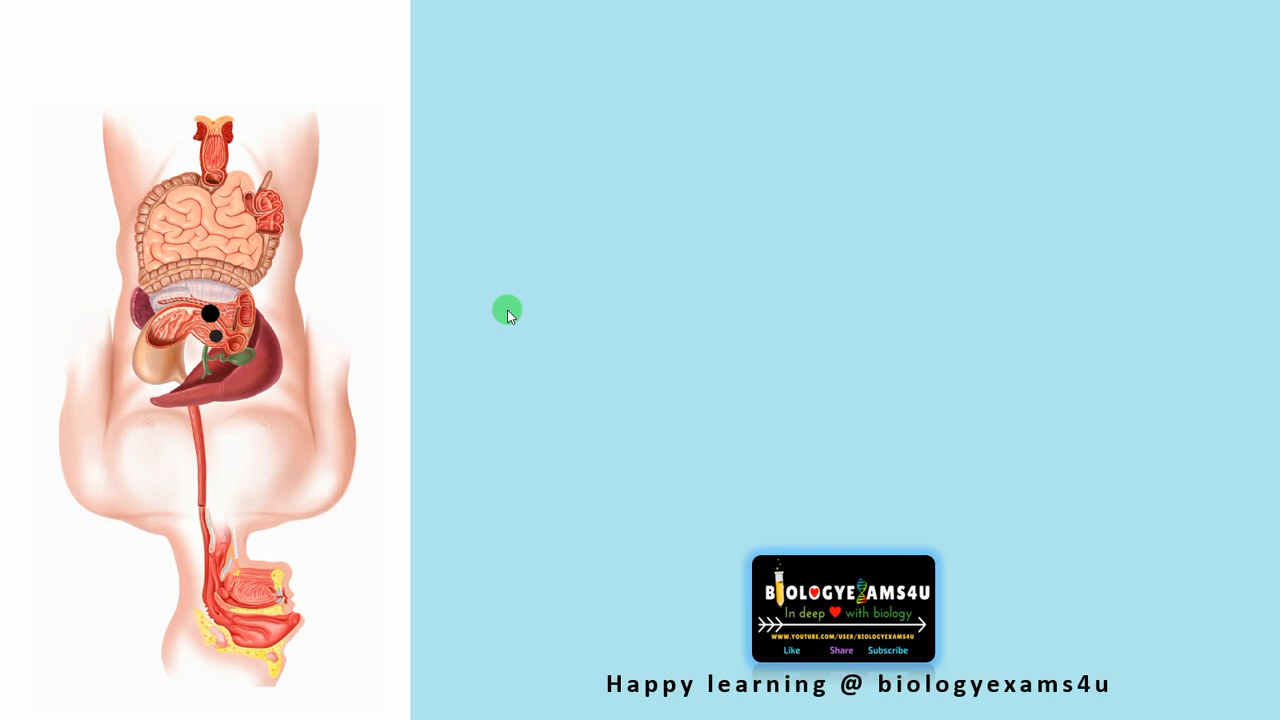 BIOLOGYEXAMS4U
In deep with biology
WWW.YOUTUBE.COM/USER/BIOLOGYEXAMS4U
Like Share Subscribe
Happy learning @ biologyexams4u